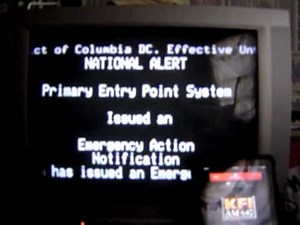 ct of Columbia DC. Effective Un
NATIONAL ALERT
Primary Entry Point System
Issued an
Emergency Action
Notification
has issued an Emerge
KFI
AM 640